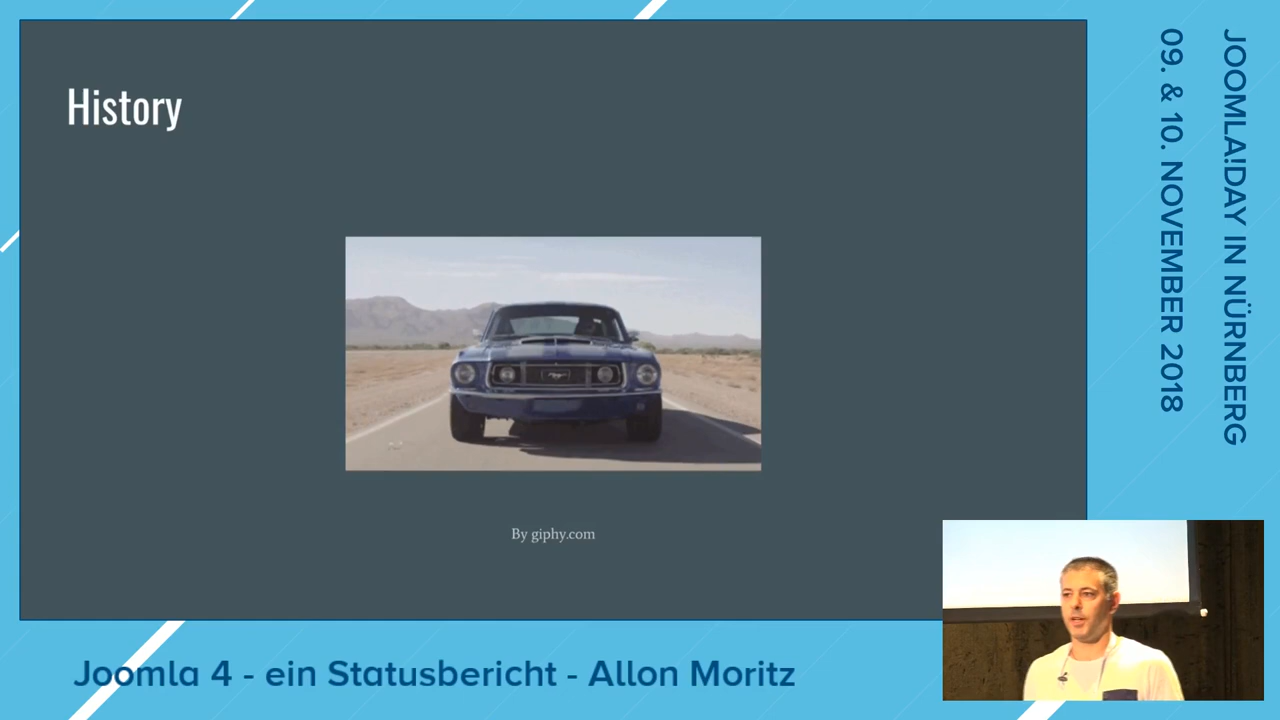 History
By giphy.com
Joomla 4 - ein Statusbericht - Allon Moritz
JOOMLA!DAY IN NÜRNBERG
09. & 10. NOVEMBER 2018